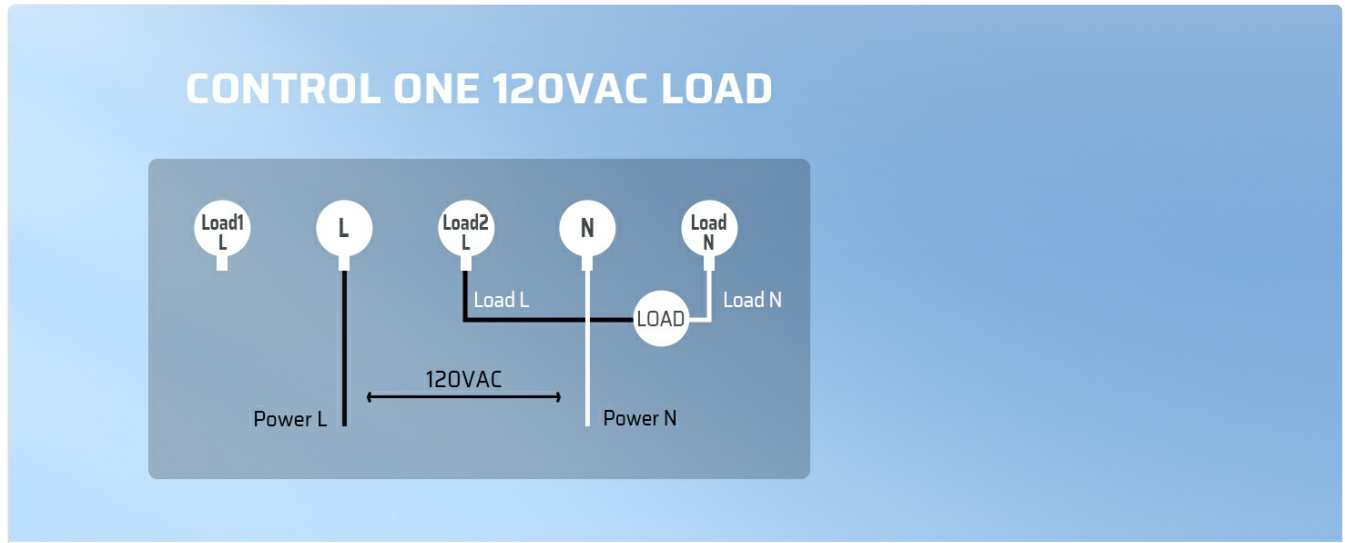 CONTROL ONE 120VAC LOAD
Load1
L
L
Load2
L
N
Load
N
Load L
LOAD
Load N
120VAC
Power L
Power N